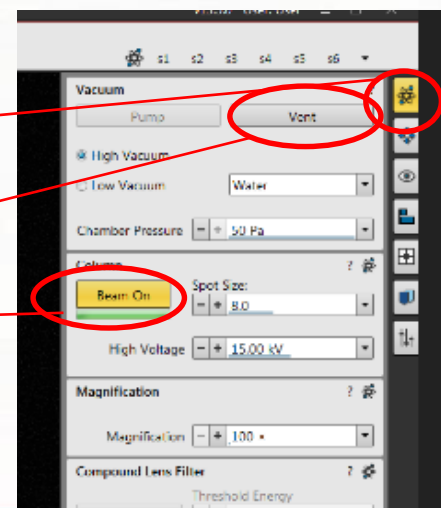 s1 s2 s3 s4 s5 s6
Vacuum
Pump Vent
High Vacuum
Low Vacuum Water
Chamber Pressure - + 50 Pa
Column ?
Beam On Spot Size:
- + 8.0
High Voltage - + 15.00 kV
Magnification ?
Magnification - + 100 ×
Compound Lens Filter ?
Threshold Energy